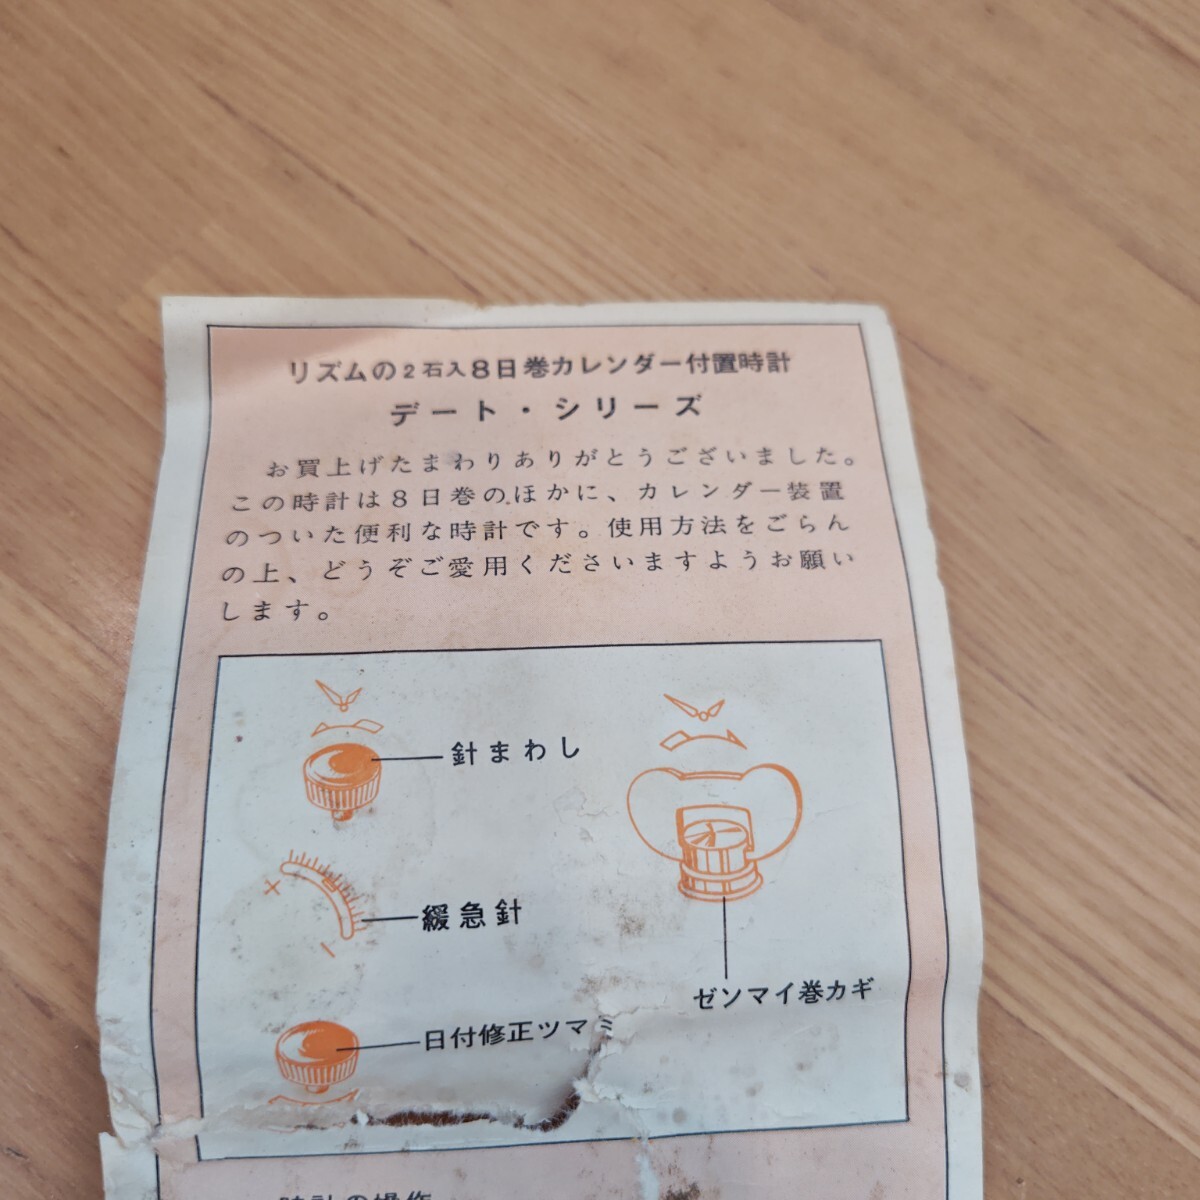 リズムの2石入8日巻カレンダー付置時計
デート・シリーズ
お買上げたまわりありがとうございました。
この時計は8日巻のほかに、カレンダー装置
のついた便利な時計です。使用方法をごらん
の上、どうぞご愛用くださいますようお願い
します。
針まわし
＋
緩急針
－
ゼンマイ巻カギ
日付修正ツマミ
時計の操作